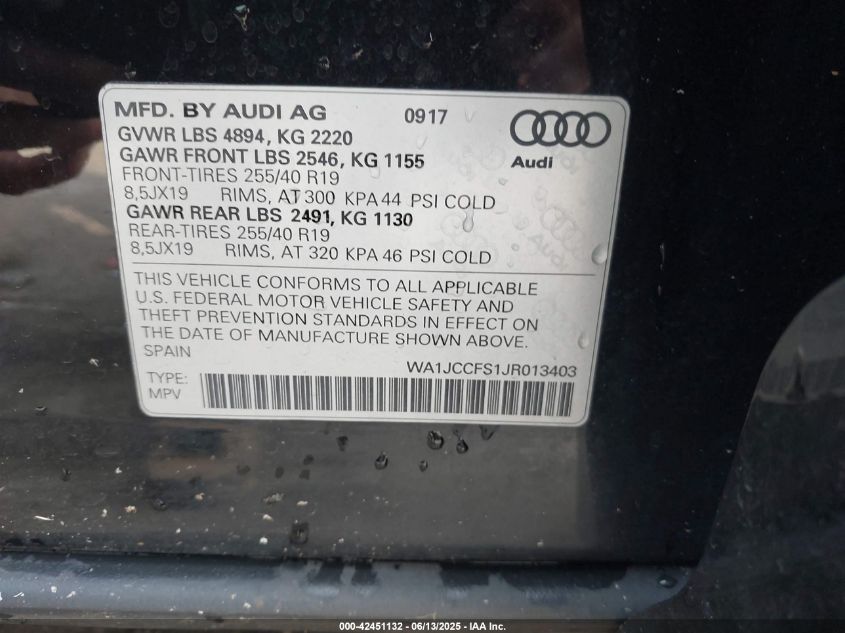 MFD. BY AUDI AG 0917
GVWR LBS 4894, KG 2220
GAWR FRONT LBS 2546, KG 1155
FRONT-TIRES 255/40 R19
8,5JX19 RIMS, AT 300 KPA 44 PSI COLD
GAWR REAR LBS 2491, KG 1130
REAR-TIRES 255/40 R19
8,5JX19 RIMS, AT 320 KPA 46 PSI COLD
Audi
Audi
THIS VEHICLE CONFORMS TO ALL APPLICABLE
U.S. FEDERAL MOTOR VEHICLE SAFETY AND
THEFT PREVENTION STANDARDS IN EFFECT ON
THE DATE OF MANUFACTURE SHOWN ABOVE.
SPAIN
WA1JCCFS1JR013403
TYPE:
MPV
000-42451132 - 06/13/2025 - IAA Inc.